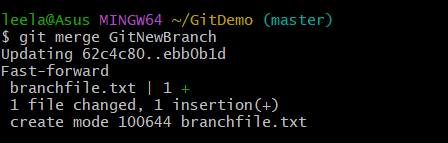 leela@Asus MINGW64 ~/GitDemo (master)
$ git merge GitNewBranch
Updating 62c4c80..ebb0b1d
Fast-forward
 branchfile.txt | 1 +
 1 file changed, 1 insertion(+)
 create mode 100644 branchfile.txt